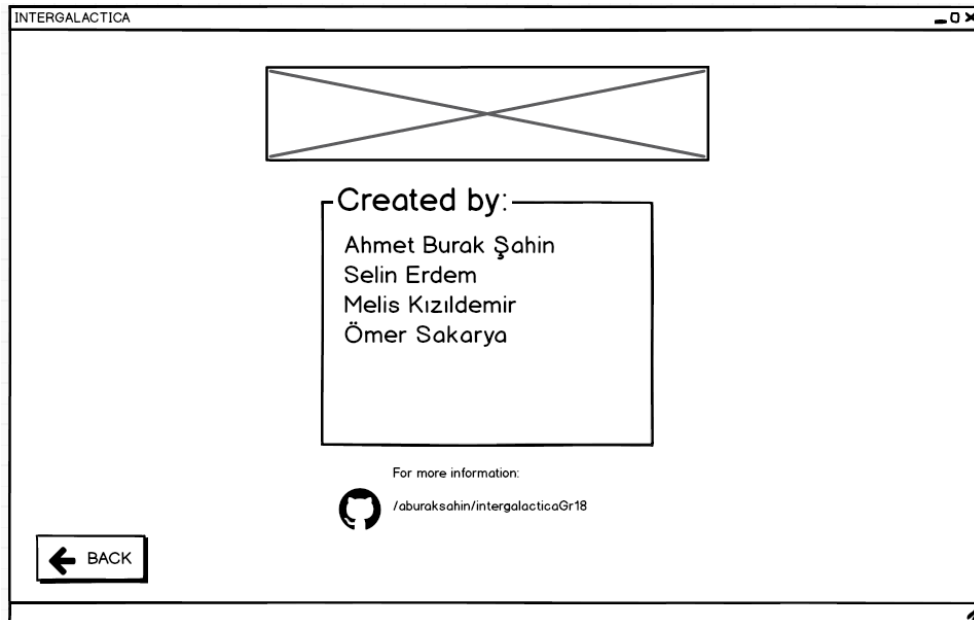 INTERGALACTICA
Created by:
Ahmet Burak Şahin
Selin Erdem
Melis Kızıldemir
Ömer Sakarya
For more information:
/aburaksahin/intergalacticaGr18
BACK